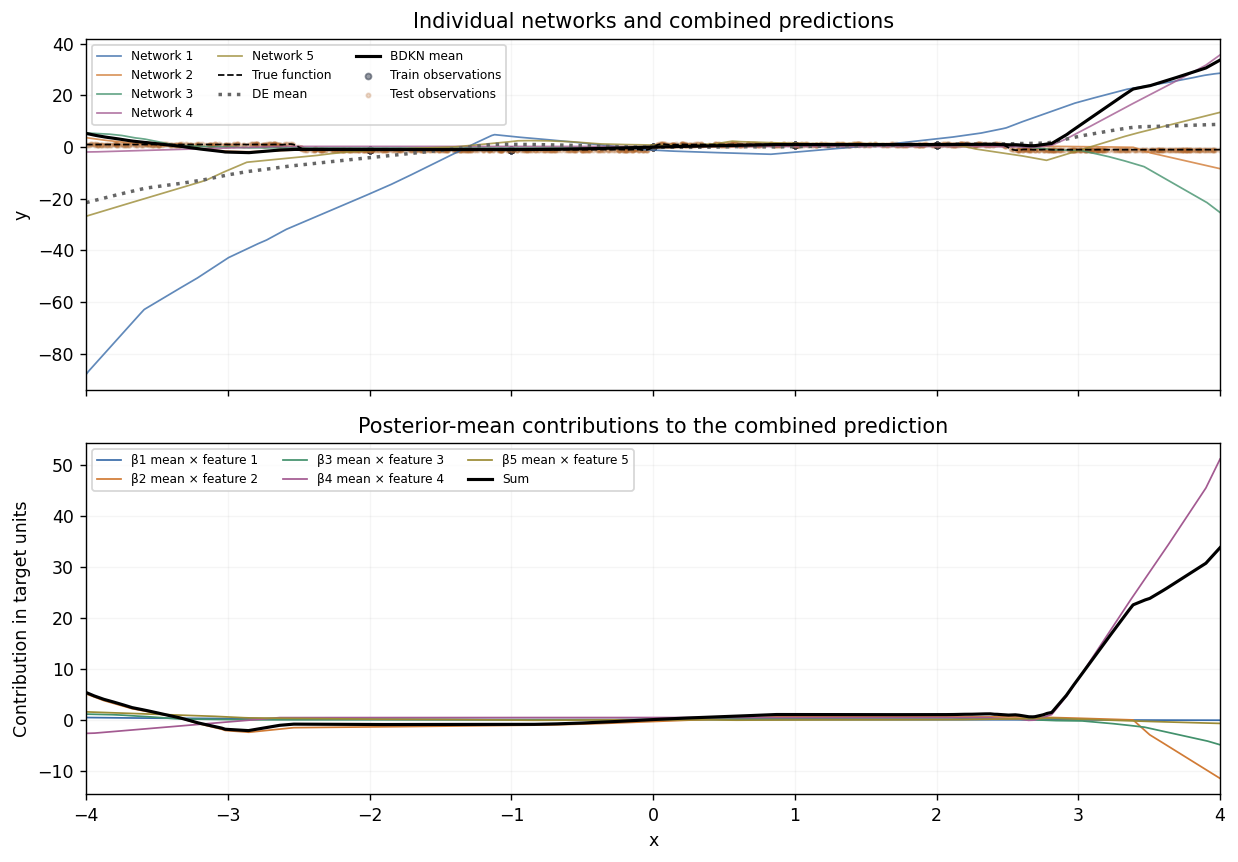 Individual networks and combined predictions
40
20
0
−20
−40
−60
−80
y
Network 1
Network 2
Network 3
Network 4
Network 5
True function
DE mean
BDKN mean
Train observations
Test observations
Posterior-mean contributions to the combined prediction
50
40
30
20
10
0
−10
Contribution in target units
β1 mean × feature 1
β2 mean × feature 2
β3 mean × feature 3
β4 mean × feature 4
β5 mean × feature 5
Sum
−4 −3 −2 −1 0 1 2 3 4
x